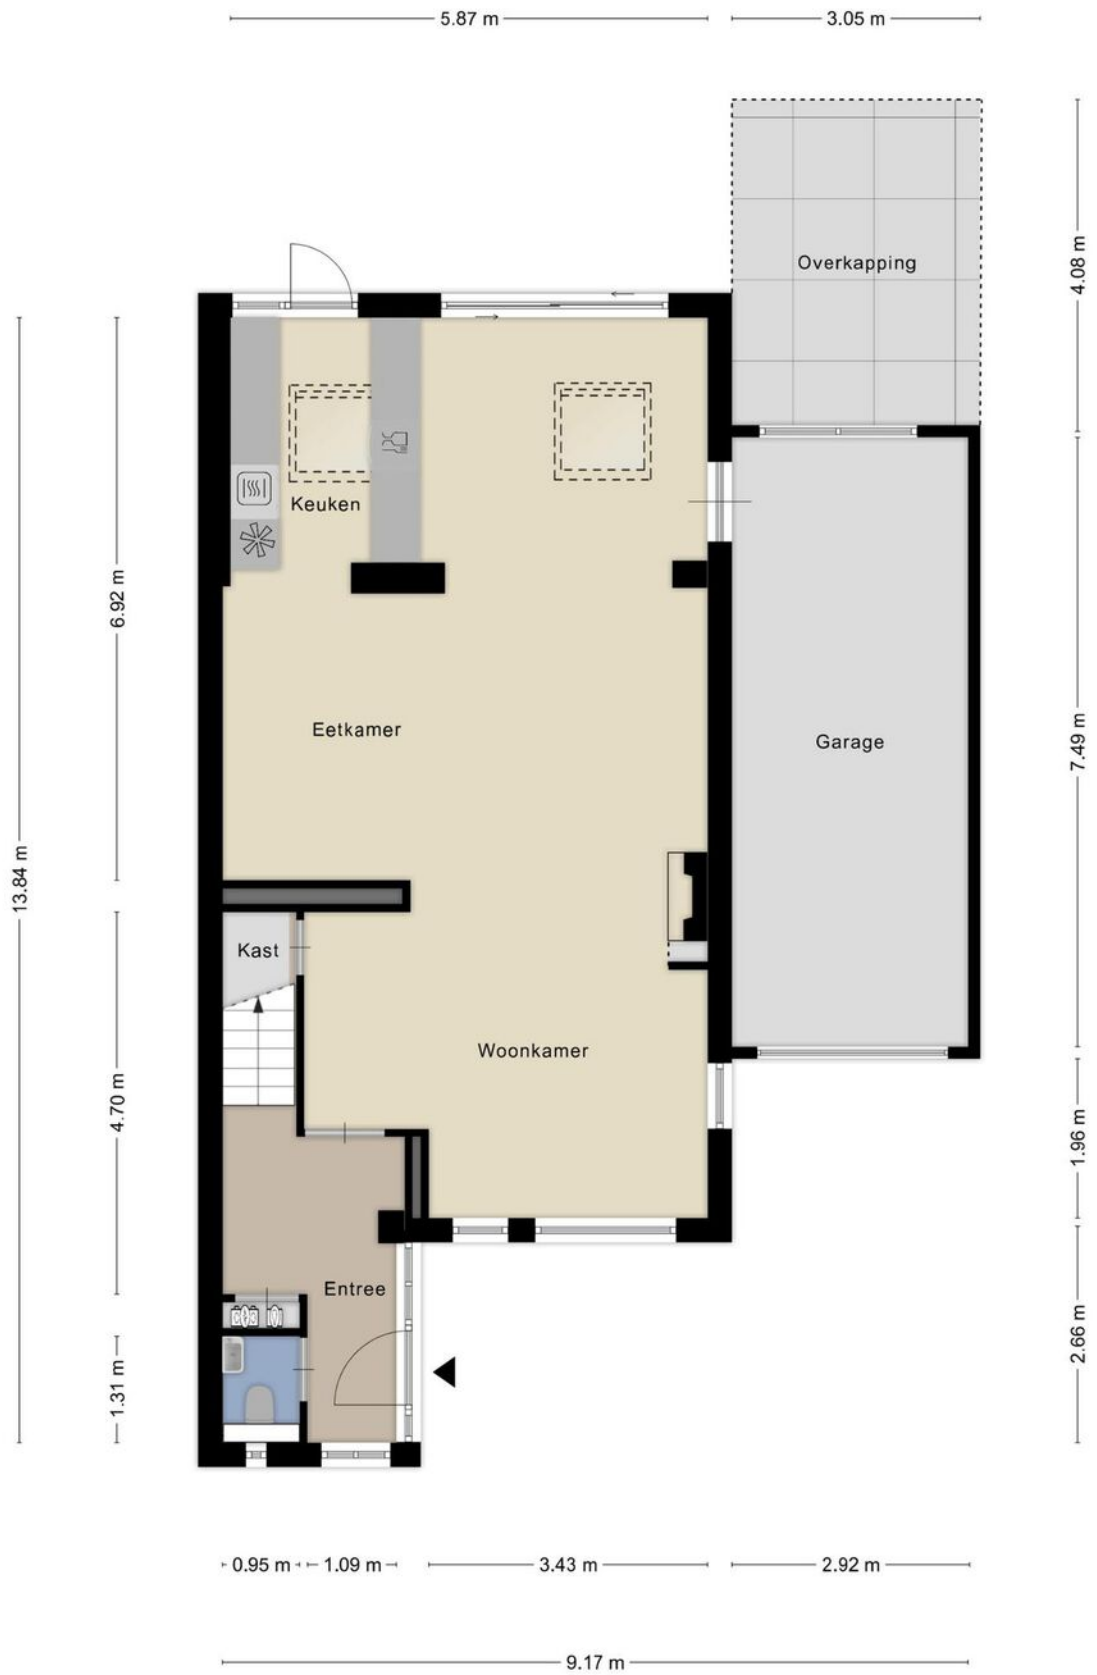 5.87 m
3.05 m
Overkapping
4.08 m
Keuken
6.92 m
Eetkamer
Garage
7.49 m
13.84 m
Kast
Woonkamer
4.70 m
1.96 m
Entree
2.66 m
1.31 m
0.95 m
1.09 m
3.43 m
2.92 m
9.17 m